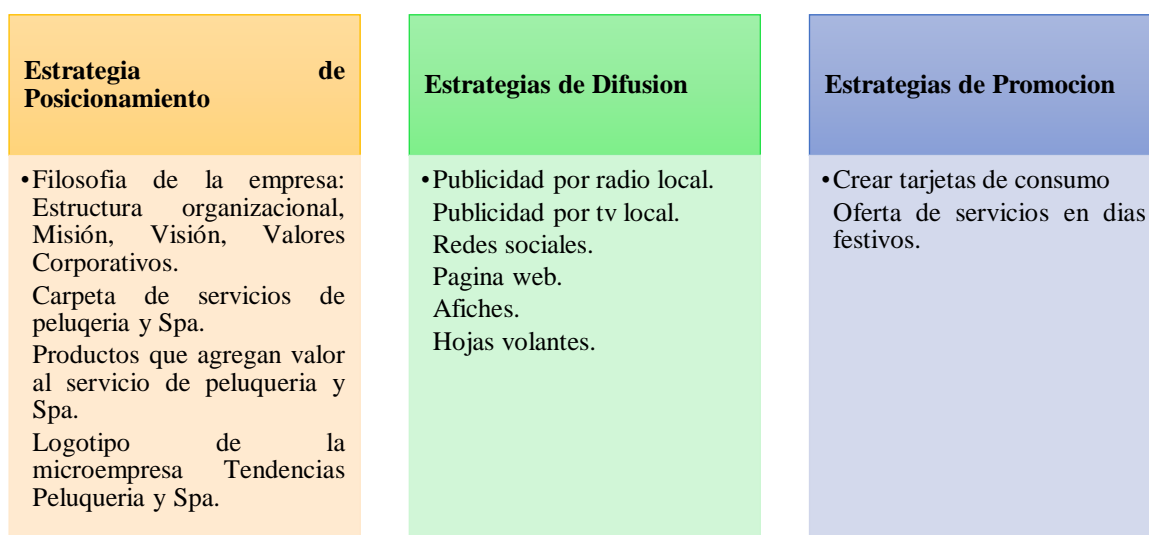 Estrategia de
Posicionamiento
•Filosofia de la empresa:
Estructura organizacional,
Misión, Visión, Valores
Corporativos.
Carpeta de servicios de
peluqeria y Spa.
Productos que agregan valor
al servicio de peluqueria y
Spa.
Logotipo de la
microempresa Tendencias
Peluqueria y Spa.
Estrategias de Difusion
•Publicidad por radio local.
Publicidad por tv local.
Redes sociales.
Pagina web.
Afiches.
Hojas volantes.
Estrategias de Promocion
•Crear tarjetas de consumo
Oferta de servicios en dias
festivos.